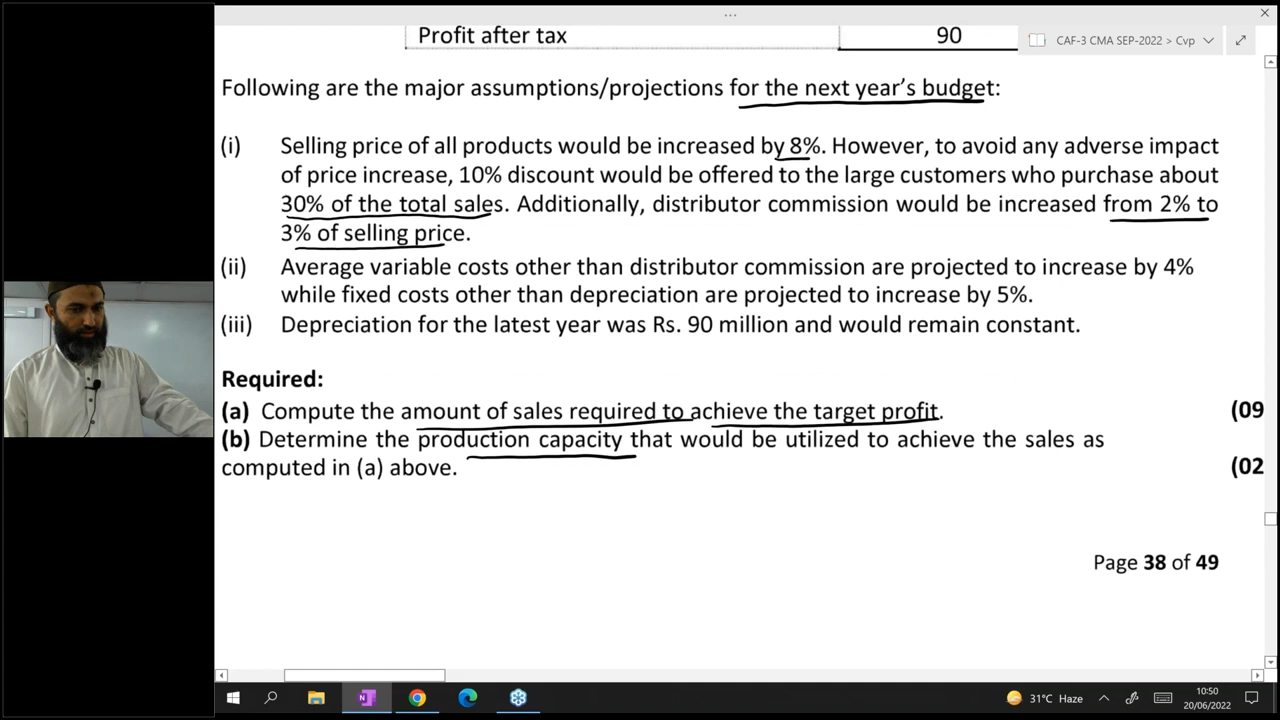 Profit after tax 90
CAF-3 CMA SEP-2022 > Cvp
Following are the major assumptions/projections for the next year's budget:
(i) Selling price of all products would be increased by 8%. However, to avoid any adverse impact
of price increase, 10% discount would be offered to the large customers who purchase about
30% of the total sales. Additionally, distributor commission would be increased from 2% to
3% of selling price.
(ii) Average variable costs other than distributor commission are projected to increase by 4%
while fixed costs other than depreciation are projected to increase by 5%.
(iii) Depreciation for the latest year was Rs. 90 million and would remain constant.
Required:
(a) Compute the amount of sales required to achieve the target profit. (09
(b) Determine the production capacity that would be utilized to achieve the sales as
computed in (a) above. (02
Page 38 of 49
31°C Haze
10:50
20/06/2022